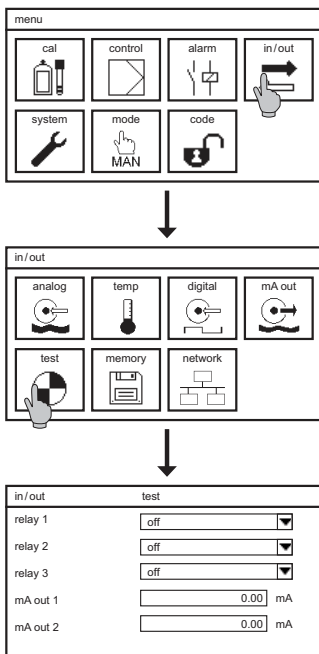 menu
cal control alarm in/out
system mode code
MAN
in/out
analog temp digital mA out
test memory network
in/out test
relay 1 off
relay 2 off
relay 3 off
mA out 1 0.00 mA
mA out 2 0.00 mA